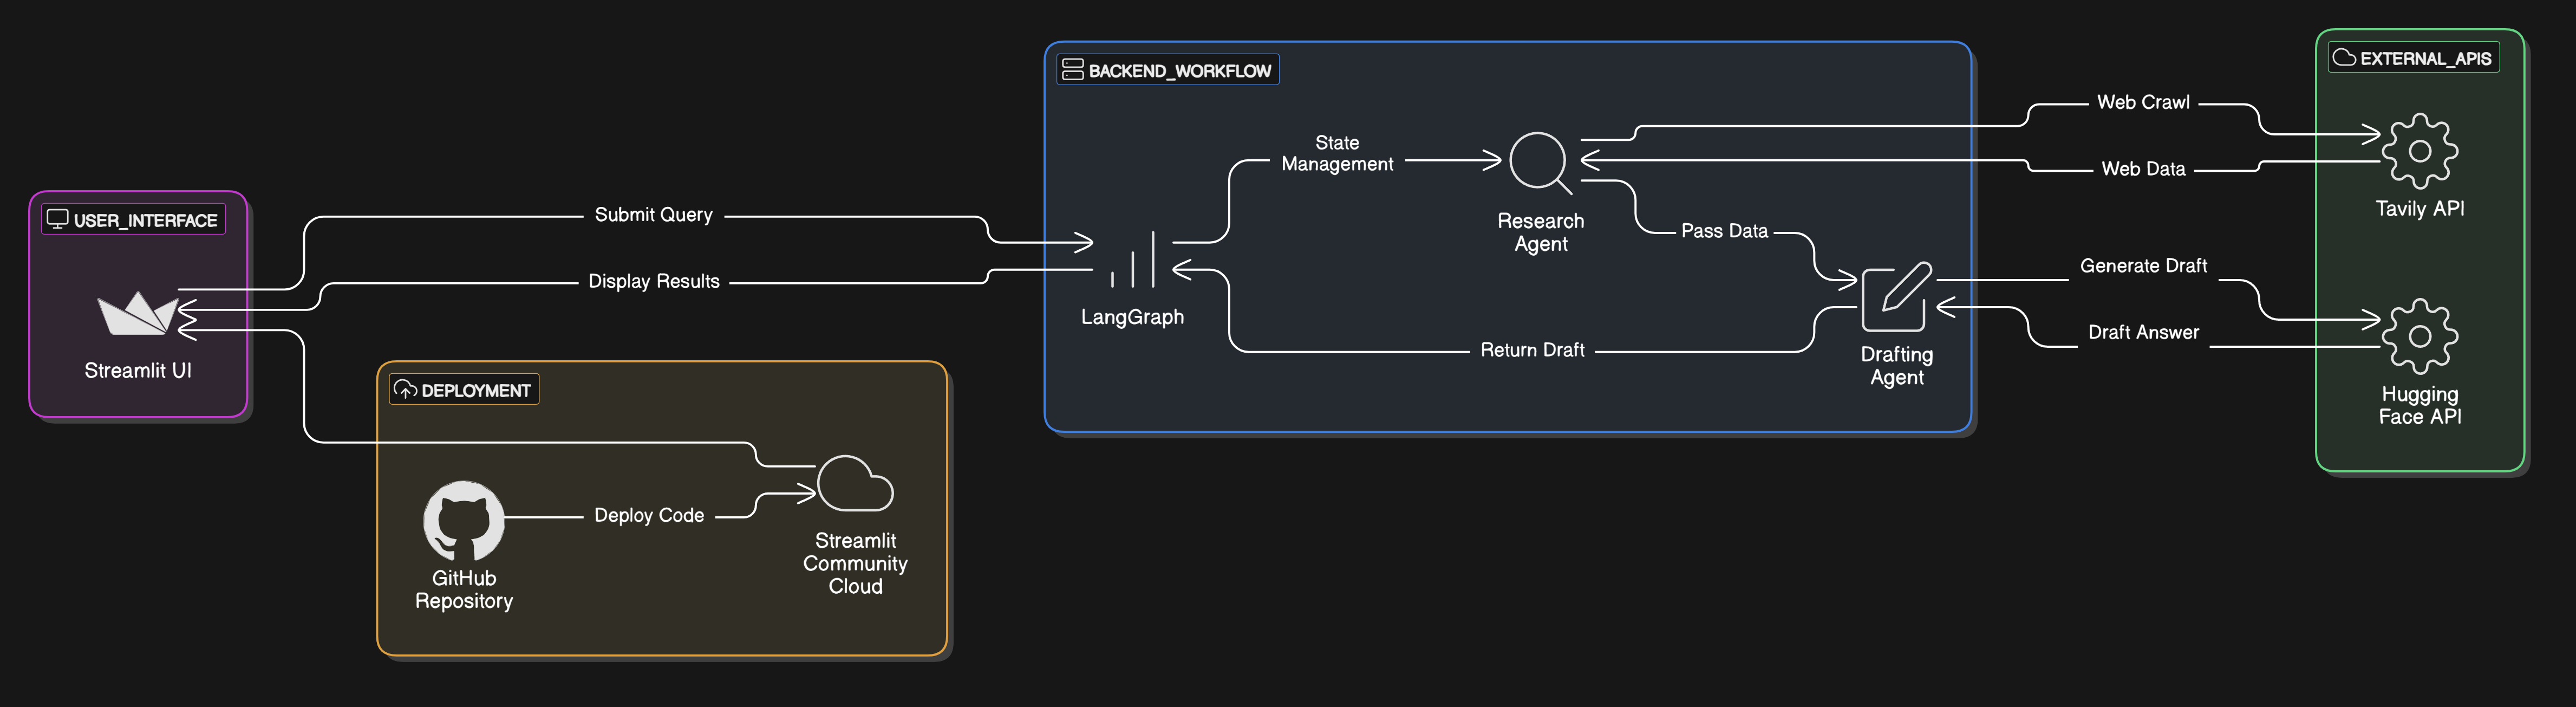 USER_INTERFACE
Streamlit UI
Submit Query
Display Results
DEPLOYMENT
GitHub
Repository
Deploy Code
Streamlit
Community
Cloud
BACKEND_WORKFLOW
LangGraph
State
Management
Research
Agent
Pass Data
Return Draft
Drafting
Agent
Web Crawl
Web Data
Generate Draft
Draft Answer
EXTERNAL_APIS
Tavily API
Hugging
Face API